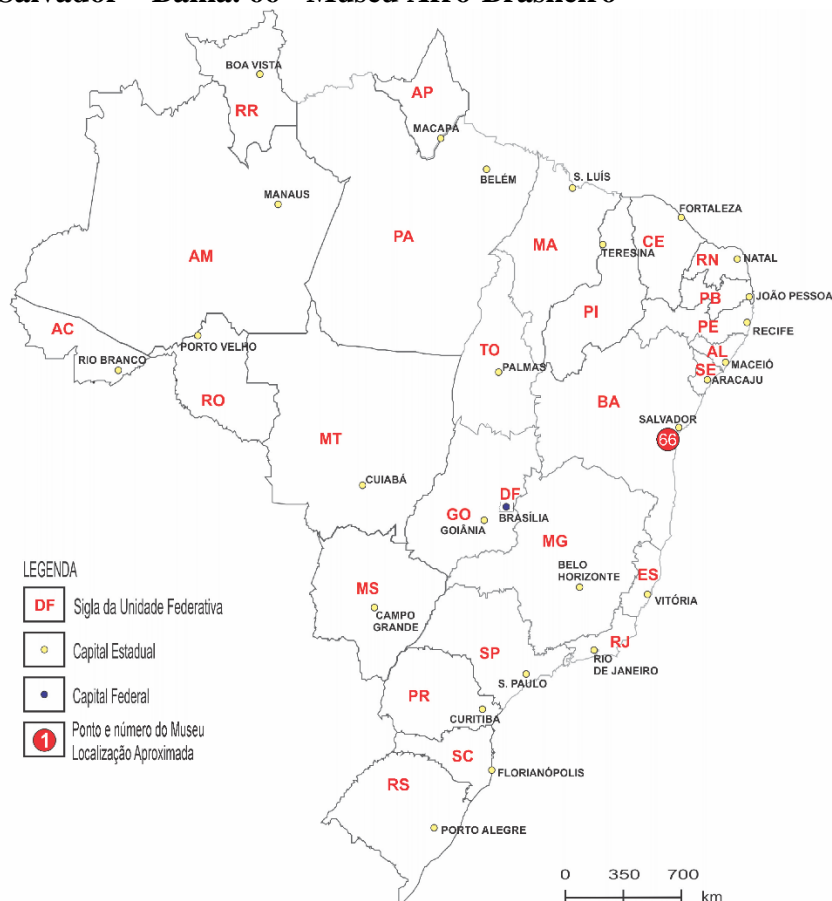 Salvador – Bahia: 66 - Museu Afro-Brasileiro
BOA VISTA
RR
AP
MACAPÁ
BELÉM
S. LUÍS
MANAUS
FORTALEZA
PA
MA
CE
TERESINA
RN
NATAL
AM
PB
JOÃO PESSOA
PI
AC
PE
RECIFE
PORTO VELHO
RIO BRANCO
TO
PALMAS
AL
MACEIÓ
SE
ARACAJU
RO
BA
SALVADOR
66
MT
CUIABÁ
GO
GOIÂNIA
DF
BRASÍLIA
MG
BELO
HORIZONTE
ES
VITÓRIA
MS
CAMPO
GRANDE
SP
S. PAULO
RJ
RIO
DE JANEIRO
PR
CURITIBA
SC
FLORIANÓPOLIS
RS
PORTO ALEGRE
LEGENDA
DF Sigla da Unidade Federativa
Capital Estadual
Capital Federal
1 Ponto e número do Museu
Localização Aproximada
0 350 700
km